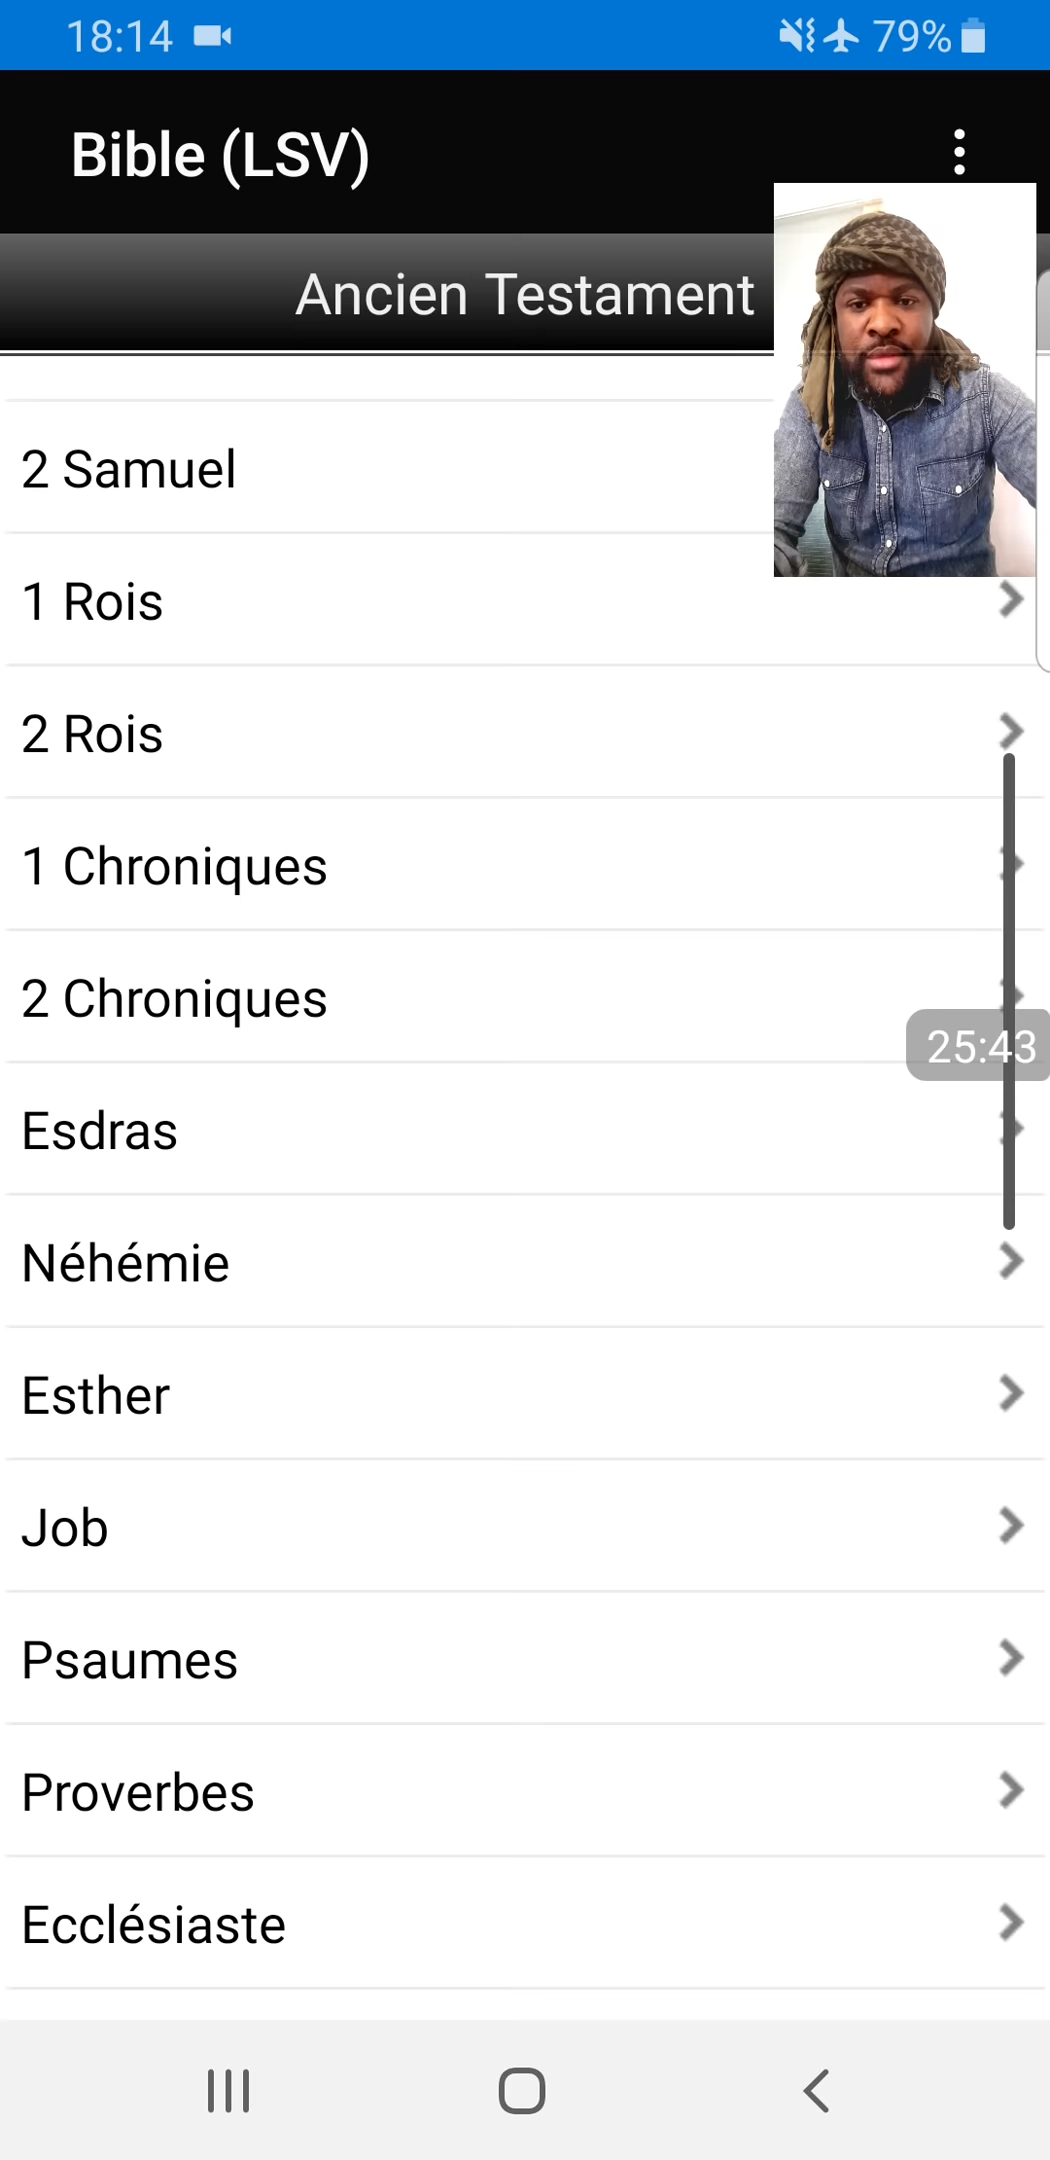 18:14
79%
Bible (LSV)
Ancien Testament
2 Samuel
1 Rois
2 Rois
1 Chroniques
2 Chroniques
25:43
Esdras
Néhémie
Esther
Job
Psaumes
Proverbes
Ecclésiaste